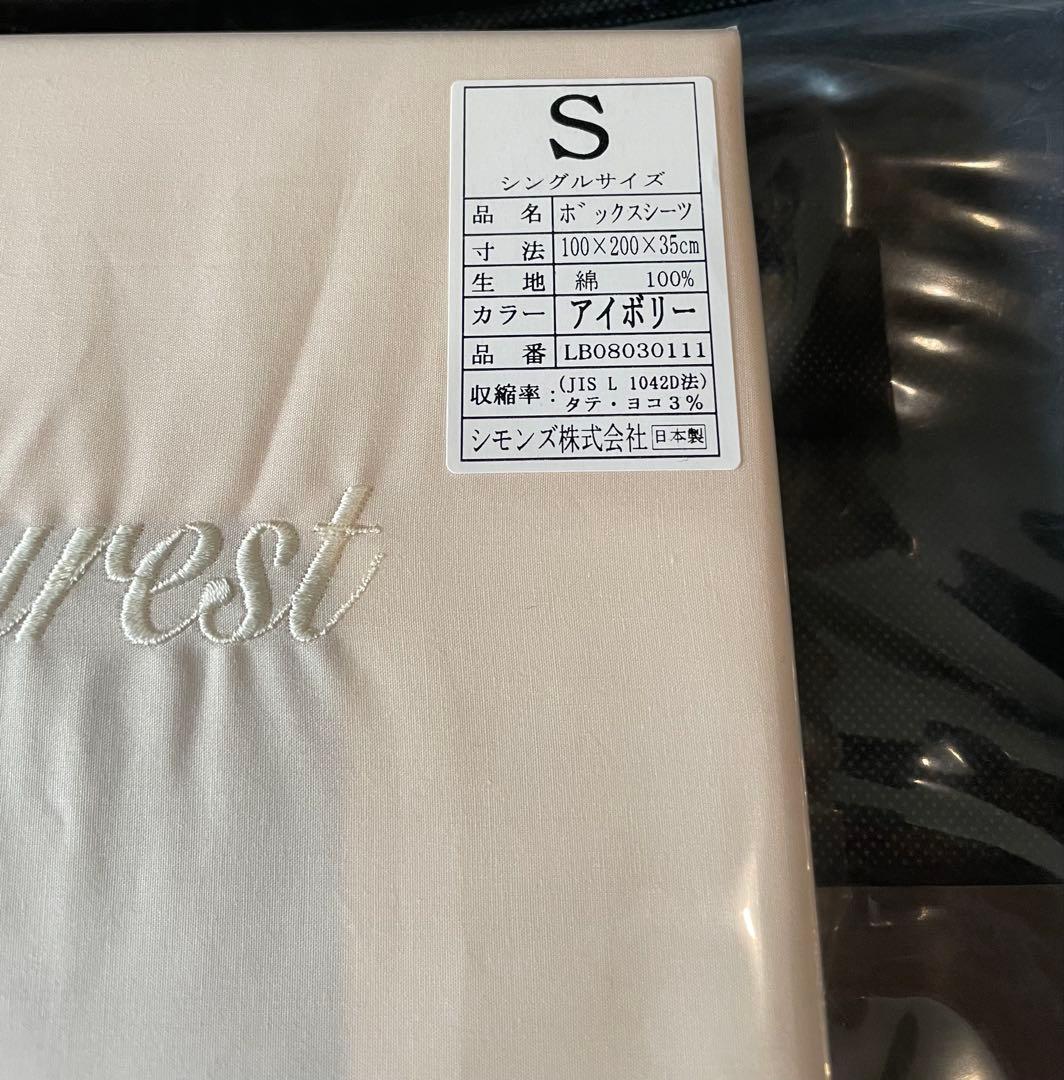 S
シングルサイズ
品 名 ボックスシーツ
寸 法 100×200×35cm
生 地 綿 100%
カラー アイボリー
品 番 LB08030111
収縮率:(JIS L 1042D法)
タテ・ヨコ3%
シモンズ株式会社 日本製
urest